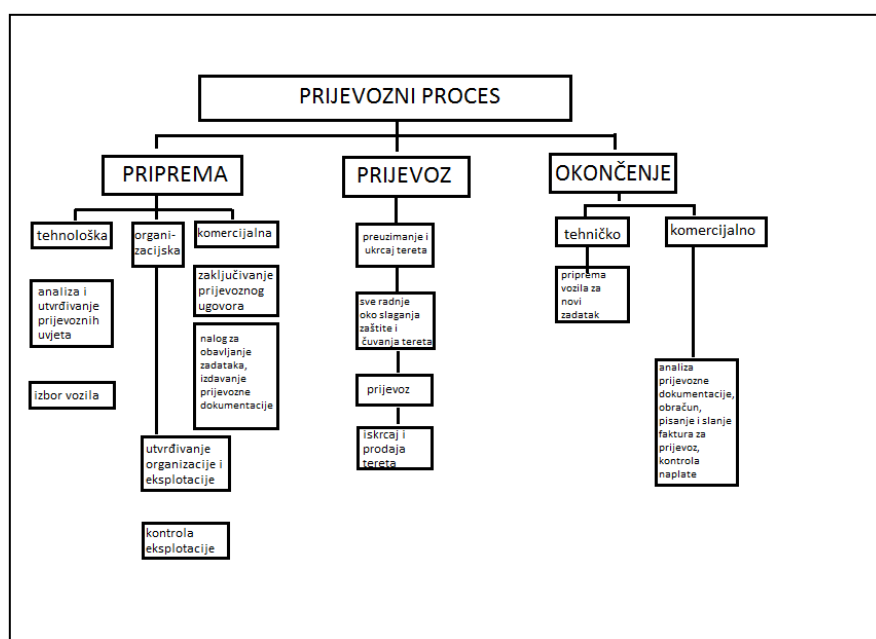 PRIJEVOZNI PROCES
PRIPREMA
PRIJEVOZ
OKONČENJE
tehnološka
organi-
zacijska
komercijalna
analiza i
utvrđivanje
prijevoznih
uvjeta
izbor vozila
zaključivanje
prijevoznog
ugovora
nalog za
obavljanje
zadataka,
izdavanje
prijevozne
dokumentacije
utvrđivanje
organizacije i
eksplotacije
kontrola
eksplotacije
preuzimanje i
ukrcaj tereta
sve radnje
oko slaganja
zaštite i
čuvanja tereta
prijevoz
iskrcaj i
prodaja
tereta
tehničko
komercijalno
priprema
vozila za
novi
zadatak
analiza
prijevozne
dokumentacije,
obračun,
pisanje i slanje
faktura za
prijevoz,
kontrola
naplate